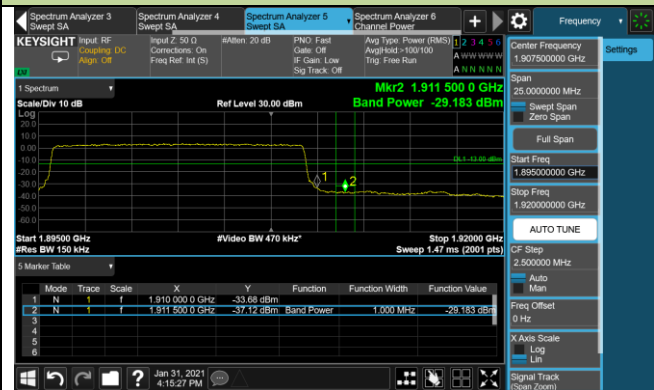 Spectrum Analyzer 3
Swept SA
Spectrum Analyzer 4
Swept SA
Spectrum Analyzer 5
Swept SA
Spectrum Analyzer 6
Channel Power
Frequency
KEYSIGHT
Input: RF
Coupling: DC
Align: Off
Input Z: 50 Ω
Corrections: On
Freq Ref: Int (S)
#Atten: 20 dB
PNO: Fast
Gate: Off
IF Gain: Low
Sig Track: Off
Avg Type: Power (RMS)
Avg|Hold:>100/100
Trig: Free Run
1 2 3 4 5 6
A W W W W W
A N N N N N
Center Frequency
1.907500000 GHz
Settings
Span
25.0000000 MHz
Swept Span
Zero Span
Full Span
Start Freq
1.895000000 GHz
Stop Freq
1.920000000 GHz
AUTO TUNE
CF Step
2.500000 MHz
Auto
Man
Freq Offset
0 Hz
X Axis Scale
Log
Lin
Signal Track
(Span Zoom)
1 Spectrum
Mkr2 1.911 500 0 GHz
Scale/Div 10 dB
Ref Level 30.00 dBm
Band Power -29.183 dBm
Log
20.0
10.0
0.00
-10.0
-20.0
-30.0
-40.0
-50.0
-60.0
DL1 -13.00 dBm
1
2
Start 1.89500 GHz
#Video BW 470 kHz*
Stop 1.92000 GHz
#Res BW 150 kHz
Sweep 1.47 ms (2001 pts)
5 Marker Table
Mode Trace Scale X Y Function Function Width Function Value
1 N 1 f 1.910 000 0 GHz -33.68 dBm
2 N 1 f 1.911 500 0 GHz -37.12 dBm Band Power 1.000 MHz -29.183 dBm
3
4
5
6
Jan 31, 2021
4:15:27 PM